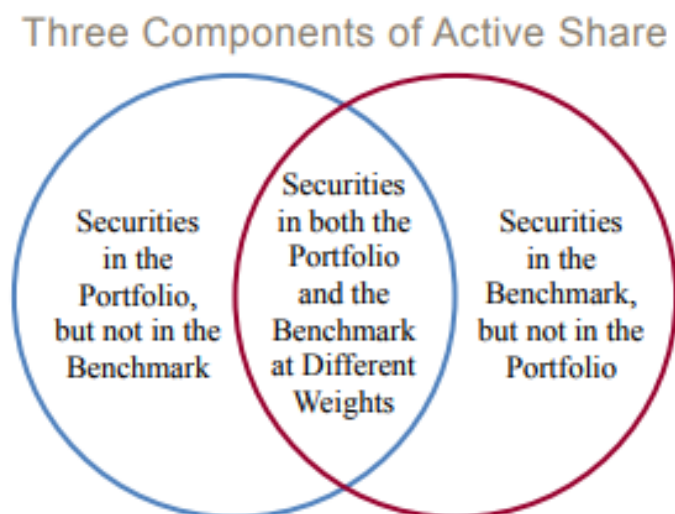 Three Components of Active Share
Securities
in the
Portfolio,
but not in the
Benchmark
Securities
in both the
Portfolio
and the
Benchmark
at Different
Weights
Securities
in the
Benchmark,
but not in the
Portfolio